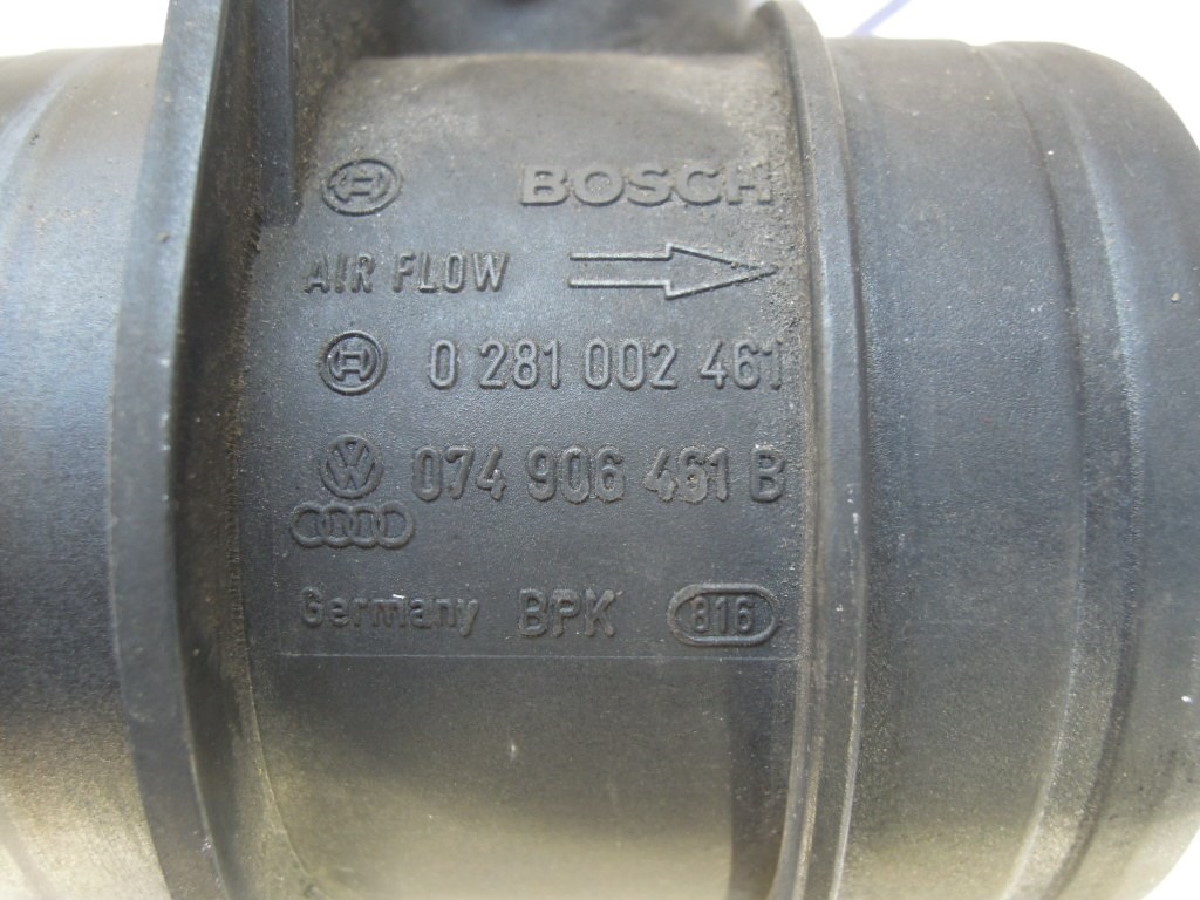 BOSCH
AIR FLOW
0 281 002 461
074 906 461 B
Germany BPK 816